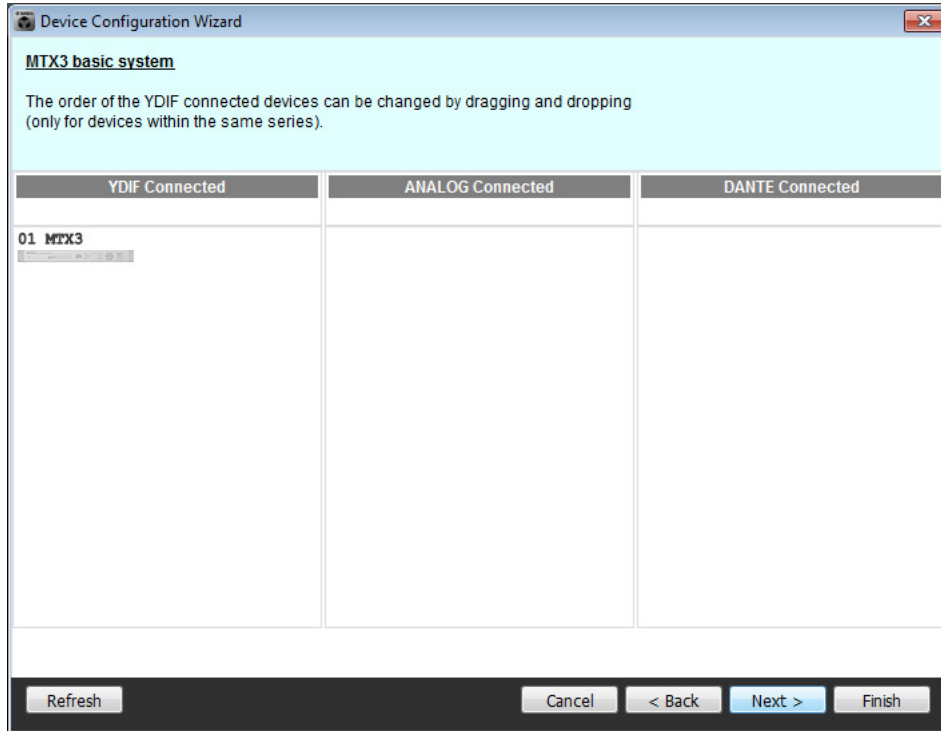 Device Configuration Wizard
MTX3 basic system
The order of the YDIF connected devices can be changed by dragging and dropping
(only for devices within the same series).
YDIF Connected
ANALOG Connected
DANTE Connected
01 MTX3
Refresh
Cancel
< Back
Next >
Finish